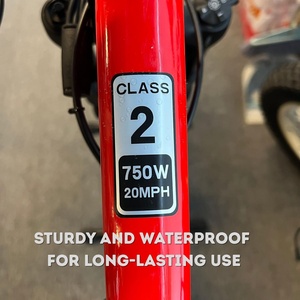 CLASS
2
750W
20MPH
STURDY AND WATERPROOF
FOR LONG-LASTING USE